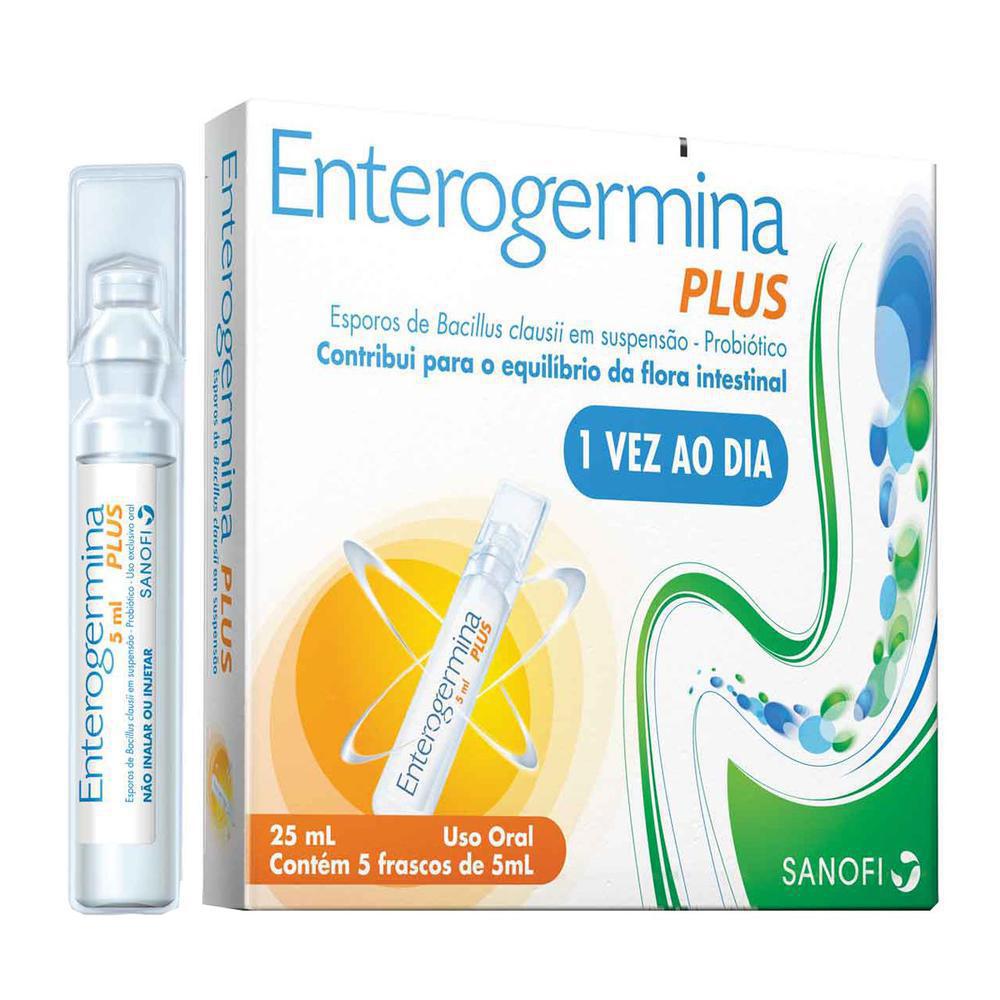 Enterogermina
PLUS
Esporos de Bacillus clausii em suspensão - Probiótico
Contribui para o equilíbrio da flora intestinal
1 VEZ AO DIA
Enterogermina
5 ml PLUS
25 mL Uso Oral
Contém 5 frascos de 5mL
SANOFI
Enterogermina PLUS
Esporos de Bacillus clausii em suspensão
Enterogermina
5 ml PLUS
Esporos de Bacillus clausii em suspensão - Probiótico - Uso exclusivo oral
NÃO INALAR OU INJETAR SANOFI